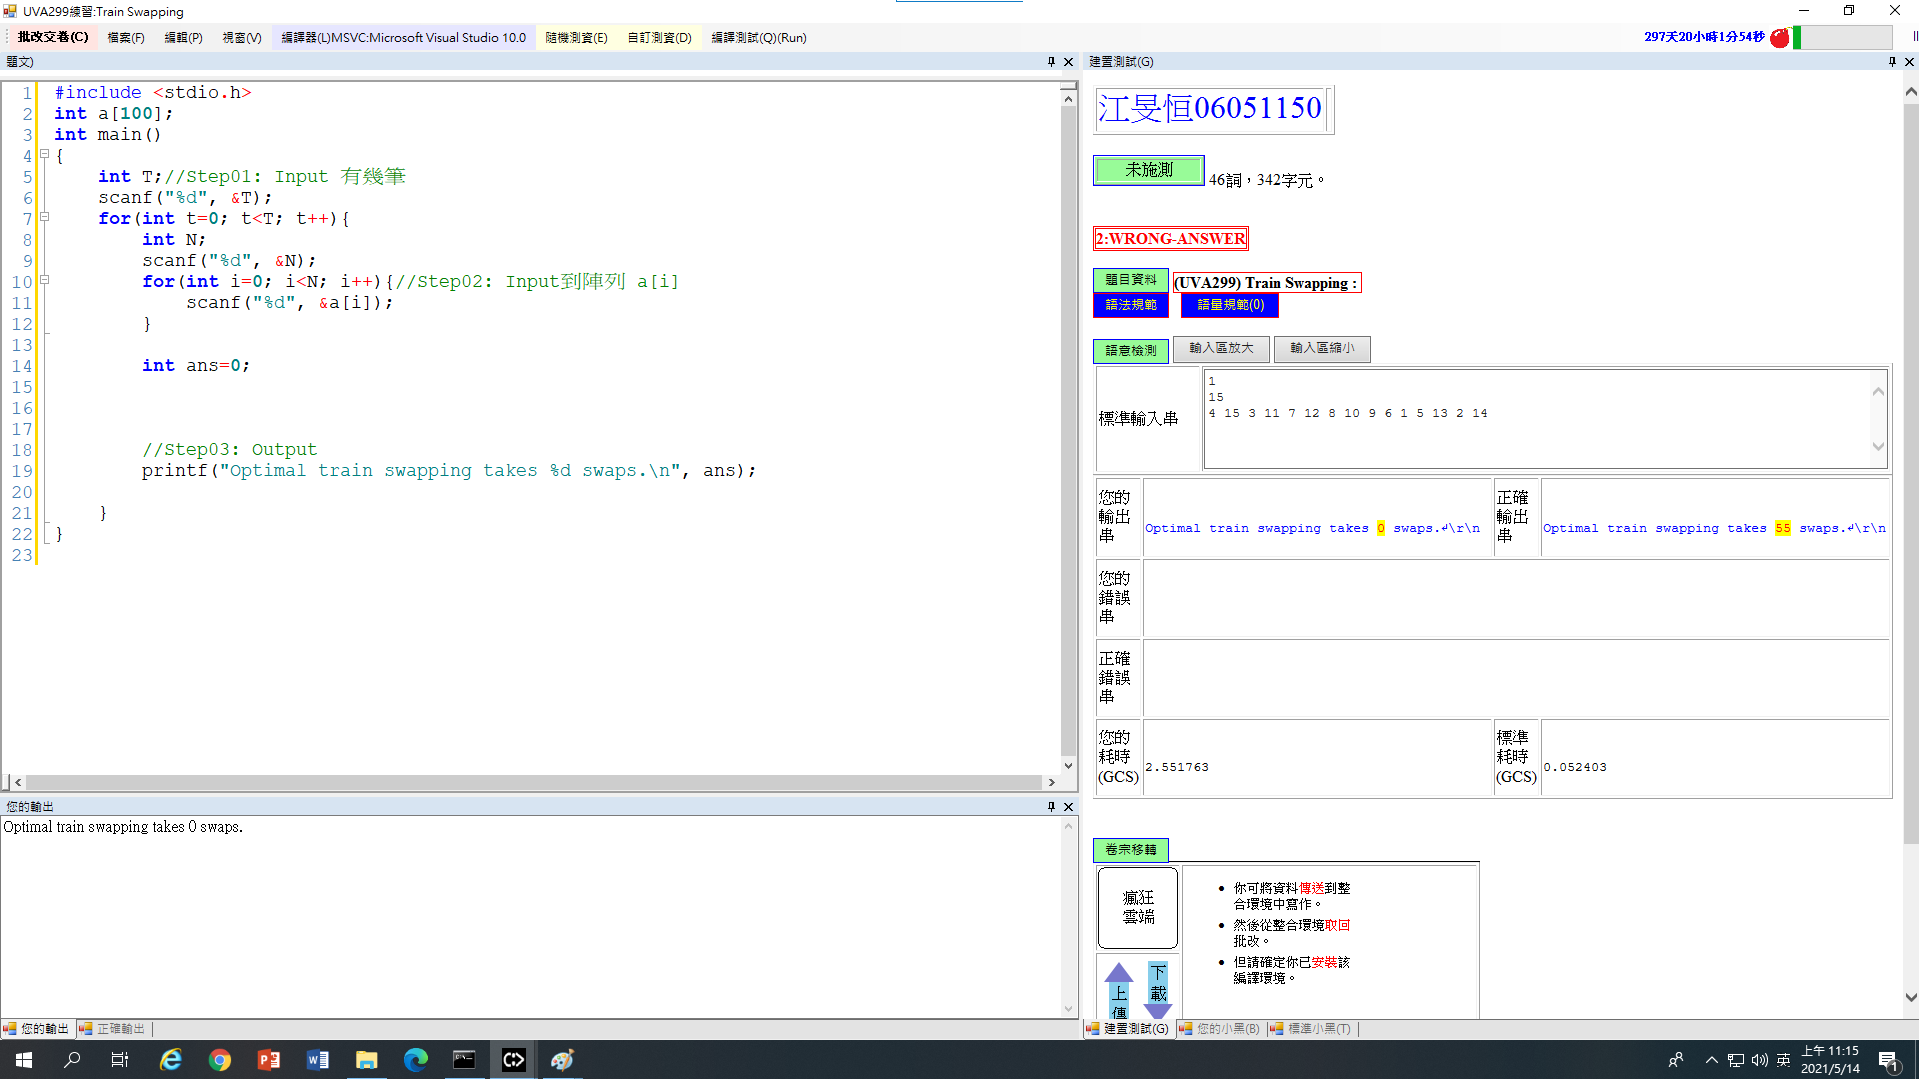 UVA299練習:Train Swapping
批改交卷(C) 檔案(F) 編輯(P) 視窗(V) 編譯器(L)MSVC:Microsoft Visual Studio 10.0 隨機測資(E) 自訂測資(D) 編譯測試(Q)(Run) 297天20小時1分54秒
題文)
1 #include <stdio.h>
2 int a[100];
3 int main()
4 {
5 int T;//Step01: Input 有幾筆
6 scanf("%d", &T);
7 for(int t=0; t<T; t++){
8 int N;
9 scanf("%d", &N);
10 for(int i=0; i<N; i++){//Step02: Input到陣列 a[i]
11 scanf("%d", &a[i]);
12 }
13
14 int ans=0;
15
16
17
18 //Step03: Output
19 printf("Optimal train swapping takes %d swaps.\n", ans);
20
21 }
22 }
23
您的輸出
Optimal train swapping takes 0 swaps.
您的輸出 正確輸出
建置測試(G)
江旻恒06051150
未施測 46詞，342字元。
2:WRONG-ANSWER
題目資料 (UVA299) Train Swapping :
語法規範 語量規範(0)
語意檢測 輸入區放大 輸入區縮小
標準輸入串
1
15
4 15 3 11 7 12 8 10 9 6 1 5 13 2 14
您的
輸出
串
Optimal train swapping takes 0 swaps.↲\r\n
正確
輸出
串
Optimal train swapping takes 55 swaps.↲\r\n
您的
錯誤
串
正確
錯誤
串
您的
耗時
(GCS)
2.551763
標準
耗時
(GCS)
0.052403
卷宗移轉
瘋狂
雲端
上
傳
下
載
你可將資料傳送到整
合環境中寫作。
然後從整合環境取回
批改。
但請確定你已安裝該
編譯環境。
建置測試(G) 您的小黑(B) 標準小黑(T)
英
上午 11:15
2021/5/14
1